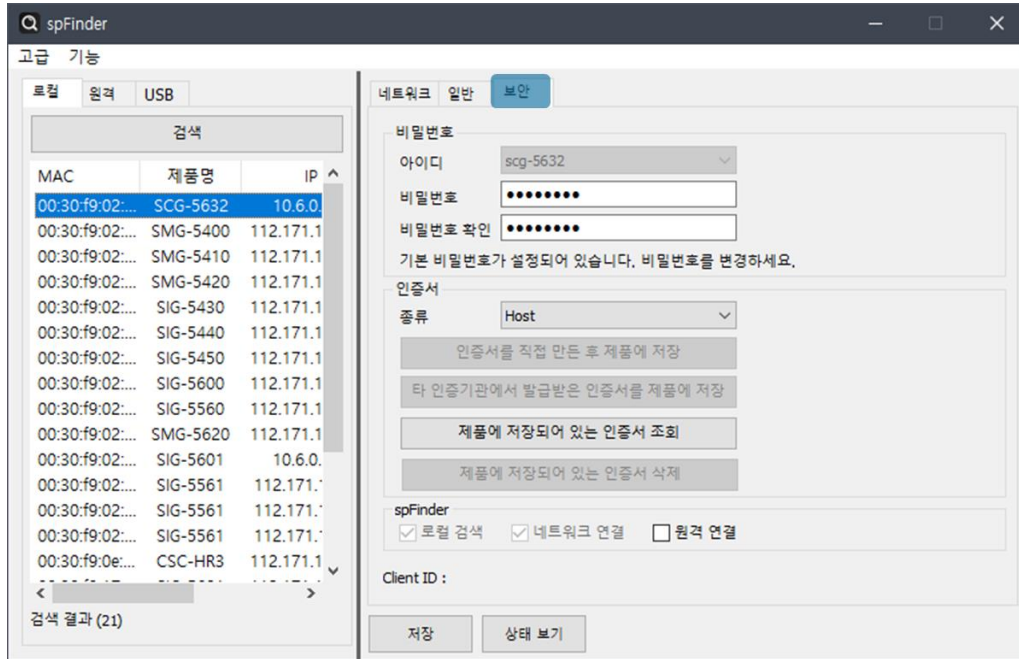 spFinder
고급 기능
로컬 원격 USB
검색
MAC 제품명 IP
00:30:f9:02:... SCG-5632 10.6.0.
00:30:f9:02:... SMG-5400 112.171.1
00:30:f9:02:... SMG-5410 112.171.1
00:30:f9:02:... SMG-5420 112.171.1
00:30:f9:02:... SIG-5430 112.171.1
00:30:f9:02:... SIG-5440 112.171.1
00:30:f9:02:... SIG-5450 112.171.1
00:30:f9:02:... SIG-5600 112.171.1
00:30:f9:02:... SIG-5560 112.171.1
00:30:f9:02:... SMG-5620 112.171.1
00:30:f9:02:... SIG-5601 10.6.0.
00:30:f9:02:... SIG-5561 112.171.
00:30:f9:02:... SIG-5561 112.171.
00:30:f9:02:... SIG-5561 112.171.
00:30:f9:0e:... CSC-HR3 112.171.1
검색 결과 (21)
네트워크 일반 보안
비밀번호
아이디 scg-5632
비밀번호 ●●●●●●●●
비밀번호 확인 ●●●●●●●●
기본 비밀번호가 설정되어 있습니다. 비밀번호를 변경하세요.
인증서
종류 Host
인증서를 직접 만든 후 제품에 저장
타 인증기관에서 발급받은 인증서를 제품에 저장
제품에 저장되어 있는 인증서 조회
제품에 저장되어 있는 인증서 삭제
spFinder
로컬 검색 네트워크 연결 원격 연결
Client ID :
저장 상태 보기